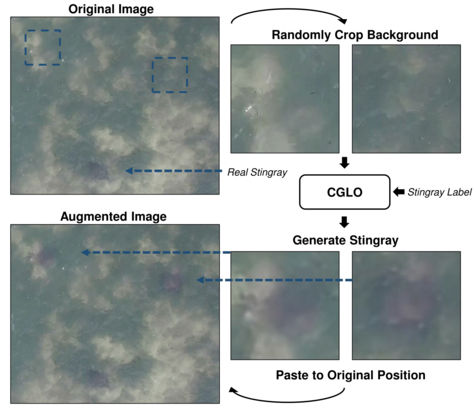 Original Image
Randomly Crop Background
Real Stingray
CGLO
Stingray Label
Augmented Image
Generate Stingray
Paste to Original Position